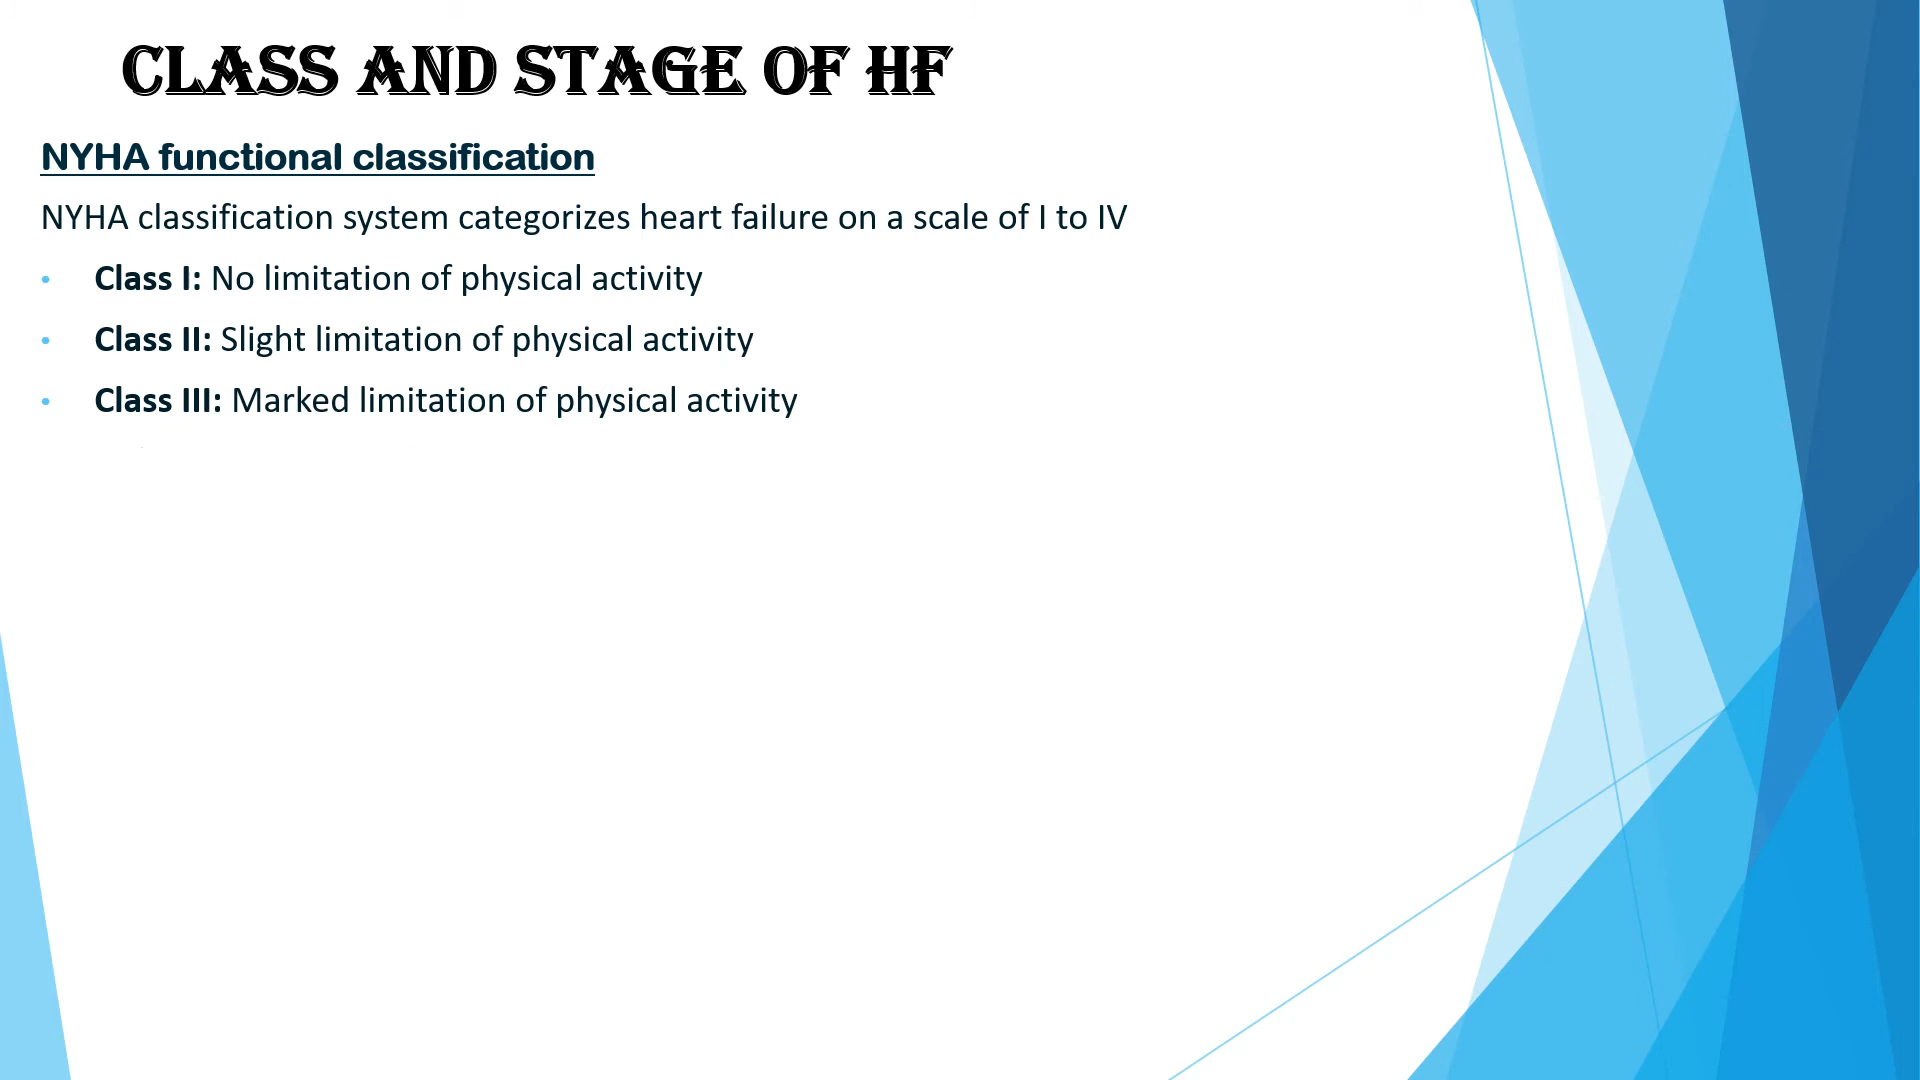 CLASS AND STAGE OF HF
NYHA functional classification
NYHA classification system categorizes heart failure on a scale of I to IV
• Class I: No limitation of physical activity
• Class II: Slight limitation of physical activity
• Class III: Marked limitation of physical activity